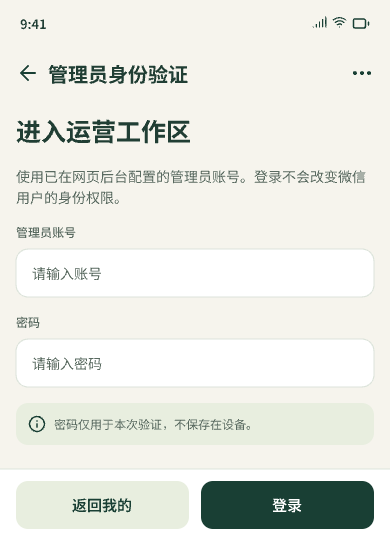 9:41
管理员身份验证
进入运营工作区
使用已在网页后台配置的管理员账号。登录不会改变微信
用户的身份权限。
管理员账号
请输入账号
密码
请输入密码
密码仅用于本次验证，不保存在设备。
返回我的
登录